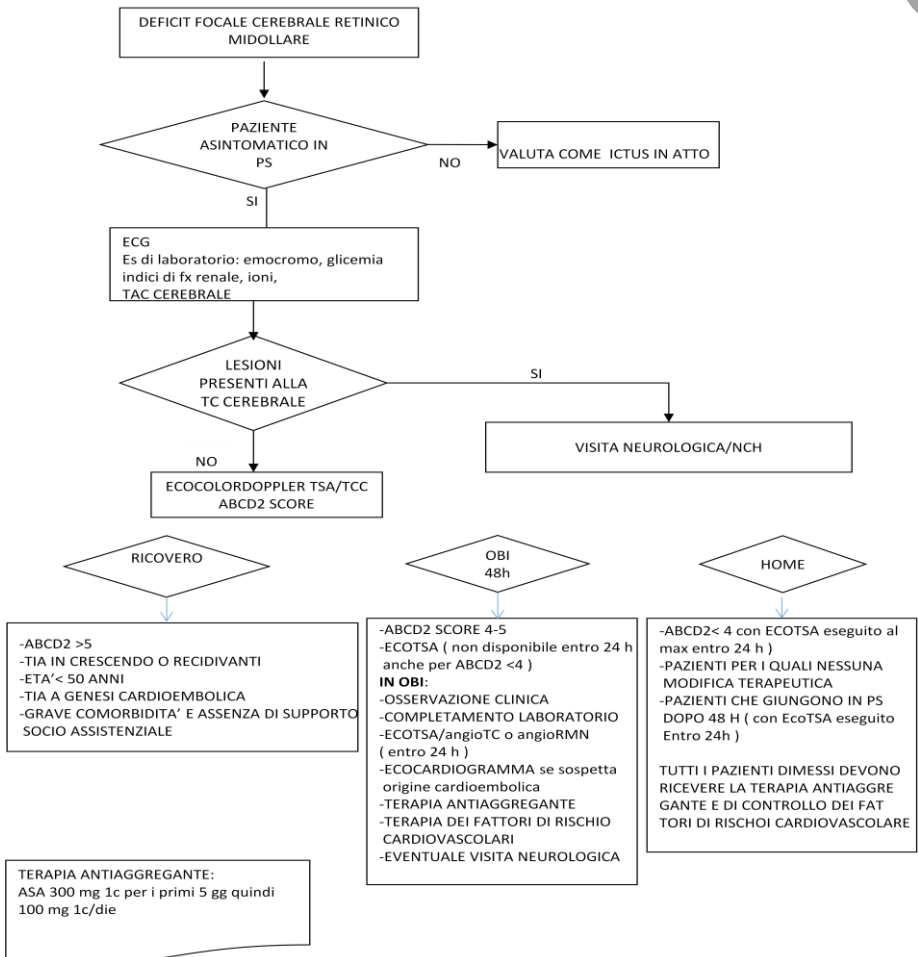 DEFICIT FOCALE CEREBRALE RETINICO
MIDOLLARE
PAZIENTE
ASINTOMATICO IN
PS
NO
VALUTA COME ICTUS IN ATTO
SI
ECG
Es di laboratorio: emocromo, glicemia
indici di fx renale, ioni,
TAC CEREBRALE
LESIONI
PRESENTI ALLA
TC CEREBRALE
SI
VISITA NEUROLOGICA/NCH
NO
ECOCOLORDOPPLER TSA/TCC
ABCD2 SCORE
RICOVERO
-ABCD2 >5
-TIA IN CRESCENDO O RECIDIVANTI
-ETA’< 50 ANNI
-TIA A GENESI CARDIOEMBOLICA
-GRAVE COMORBIDITA’ E ASSENZA DI SUPPORTO
SOCIO ASSISTENZIALE
OBI
48h
-ABCD2 SCORE 4-5
-ECOTSA ( non disponibile entro 24 h
anche per ABCD2 <4 )
IN OBI:
-OSSERVAZIONE CLINICA
-COMPLETAMENTO LABORATORIO
-ECOTSA/angioTC o angioRMN
( entro 24 h )
-ECOCARDIOGRAMMA se sospetta
origine cardioembolica
-TERAPIA ANTIAGGREGANTE
-TERAPIA DEI FATTORI DI RISCHIO
CARDIOVASCOLARI
-EVENTUALE VISITA NEUROLOGICA
HOME
-ABCD2< 4 con ECOTSA eseguito al
max entro 24 h )
-PAZIENTI PER I QUALI NESSUNA
MODIFICA TERAPEUTICA
-PAZIENTI CHE GIUNGONO IN PS
DOPO 48 H ( con EcoTSA eseguito
Entro 24h )
TUTTI I PAZIENTI DIMESSI DEVONO
RICEVERE LA TERAPIA ANTIAGGRE
GANTE E DI CONTROLLO DEI FAT
TORI DI RISCHOI CARDIOVASCOLARE
TERAPIA ANTIAGGREGANTE:
ASA 300 mg 1c per i primi 5 gg quindi
100 mg 1c/die